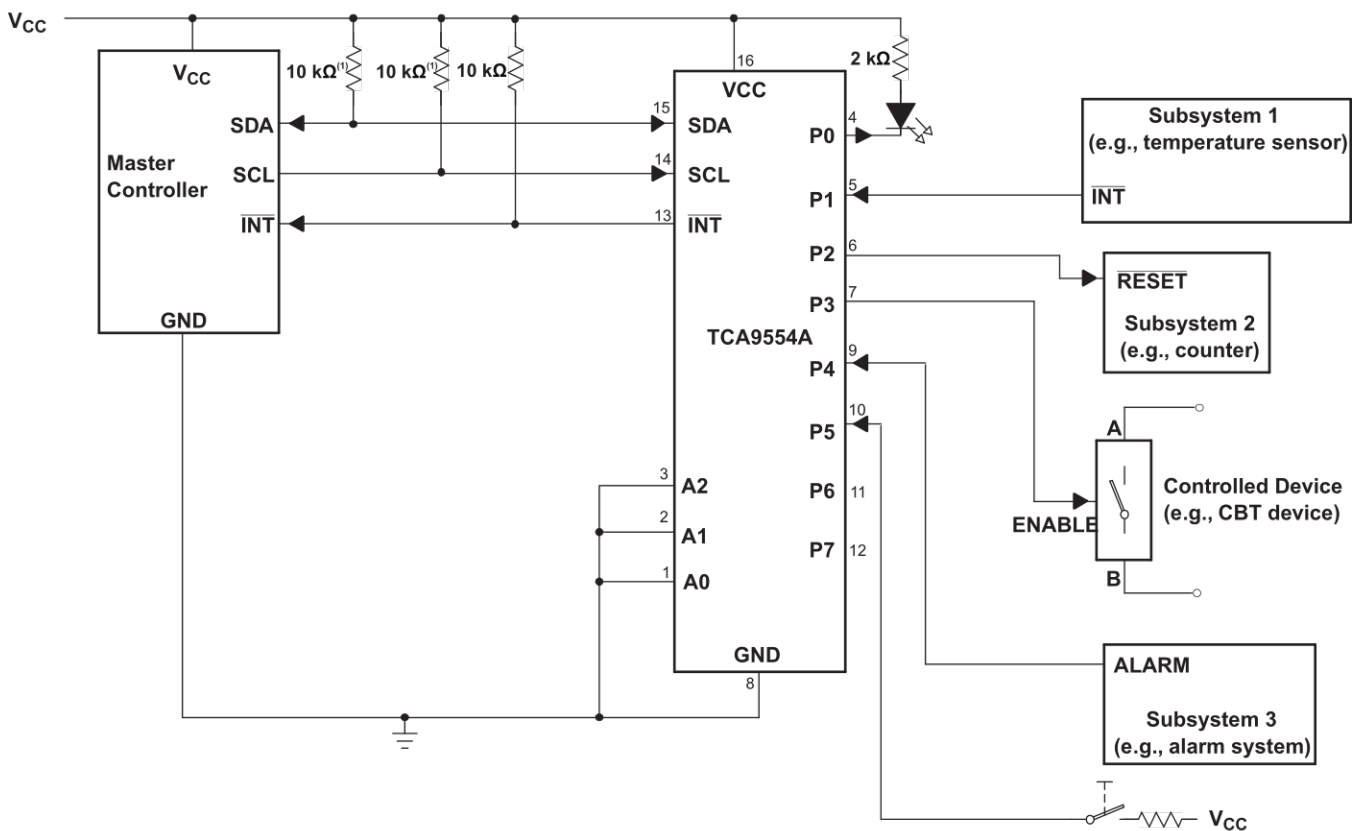 VCC
Master
Controller
VCC
SDA
SCL
INT
GND
10 kΩ(1)
10 kΩ(1)
10 kΩ
2 kΩ
15
14
13
3
2
1
16
8
VCC
SDA
SCL
INT
A2
A1
A0
GND
TCA9554A
P0
P1
P2
P3
P4
P5
P6
P7
4
5
6
7
9
10
11
12
Subsystem 1
(e.g., temperature sensor)
INT
RESET
Subsystem 2
(e.g., counter)
A
ENABLE
B
Controlled Device
(e.g., CBT device)
ALARM
Subsystem 3
(e.g., alarm system)
VCC